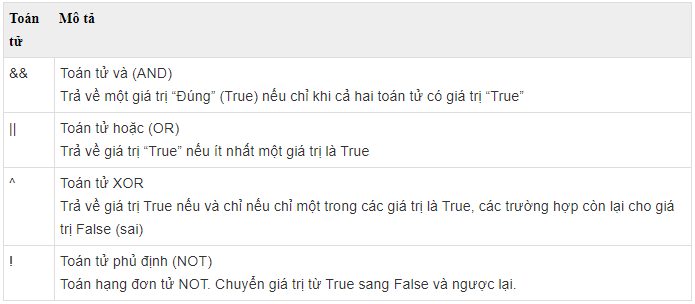 Toán Mô tả
tử
&& Toán tử và (AND)
Trả về một giá trị “Đúng” (True) nếu chỉ khi cả hai toán tử có giá trị “True”
|| Toán tử hoặc (OR)
Trả về giá trị “True” nếu ít nhất một giá trị là True
^ Toán tử XOR
Trả về giá trị True nếu và chỉ nếu chỉ một trong các giá trị là True, các trường hợp còn lại cho giá
trị False (sai)
! Toán tử phủ định (NOT)
Toán hạng đơn tử NOT. Chuyển giá trị từ True sang False và ngược lại.